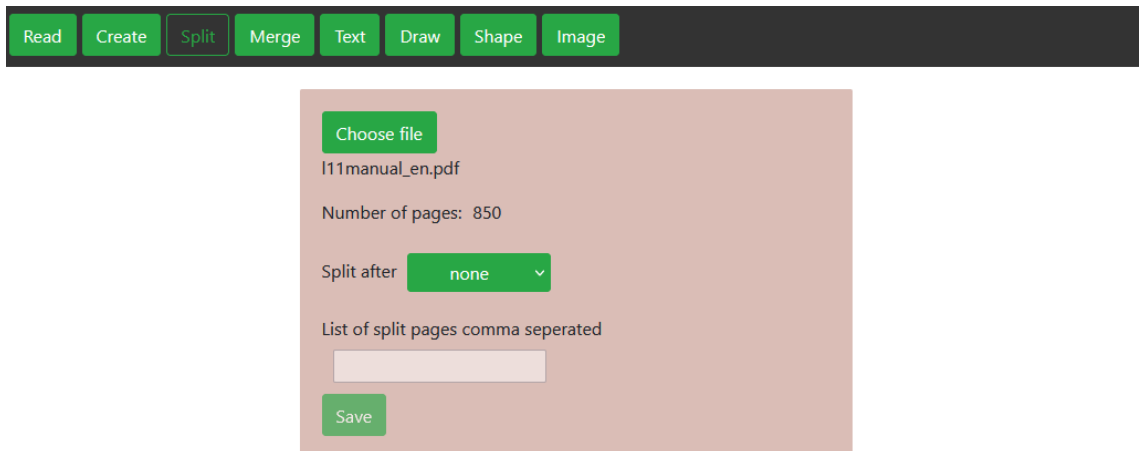 Read Create Split Merge Text Draw Shape Image
Choose file
l11manual_en.pdf
Number of pages: 850
Split after none
List of split pages comma seperated
Save